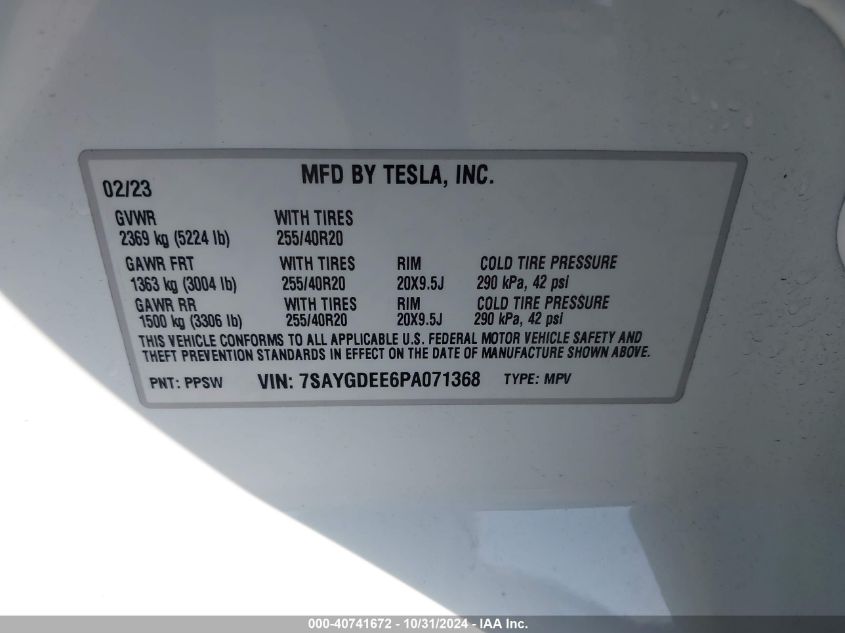 MFD BY TESLA, INC.
02/23
GVWR WITH TIRES
2369 kg (5224 lb) 255/40R20
GAWR FRT WITH TIRES RIM COLD TIRE PRESSURE
1363 kg (3004 lb) 255/40R20 20X9.5J 290 kPa, 42 psi
GAWR RR WITH TIRES RIM COLD TIRE PRESSURE
1500 kg (3306 lb) 255/40R20 20X9.5J 290 kPa, 42 psi
THIS VEHICLE CONFORMS TO ALL APPLICABLE U.S. FEDERAL MOTOR VEHICLE SAFETY AND
THEFT PREVENTION STANDARDS IN EFFECT ON THE DATE OF MANUFACTURE SHOWN ABOVE.
PNT: PPSW VIN: 7SAYGDEE6PA071368 TYPE: MPV
000-40741672 - 10/31/2024 - IAA Inc.